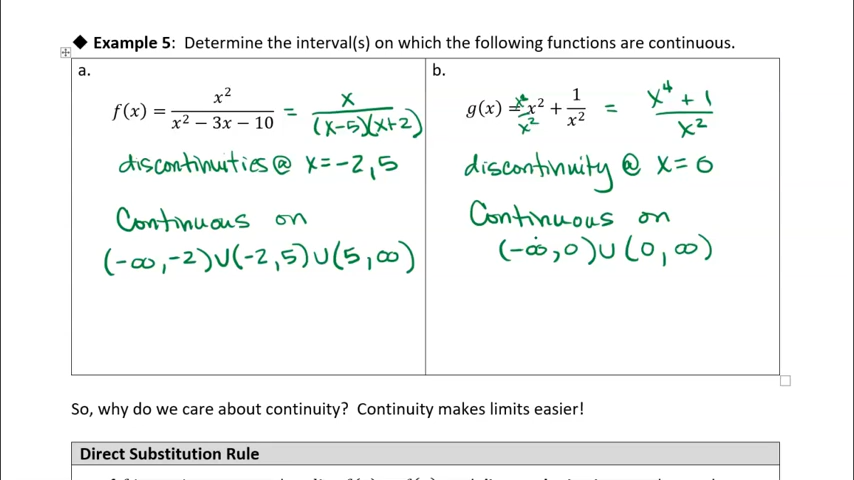 ◆ Example 5: Determine the interval(s) on which the following functions are continuous.
a.
f(x) = x² / (x² − 3x − 10) = x / ((x-5)(x+2))
discontinuities @ x = -2, 5
Continuous on
(-∞, -2) ∪ (-2, 5) ∪ (5, ∞)
b.
g(x) = x² + 1/x² = (x⁴ + 1) / x²
discontinuity @ x = 0
Continuous on
(-∞, 0) ∪ (0, ∞)
So, why do we care about continuity? Continuity makes limits easier!
Direct Substitution Rule